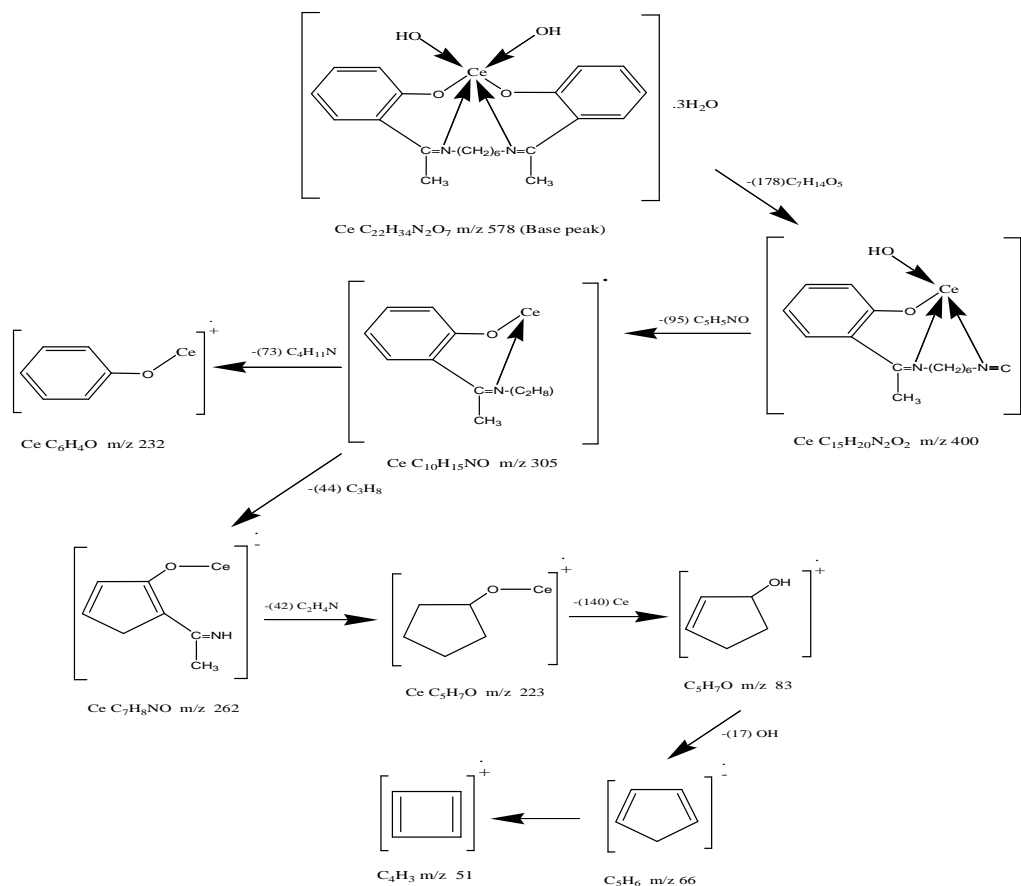 HO OH
Ce
O O
.3H₂O
C=N-(CH₂)₆-N=C
CH₃ CH₃
Ce C₂₂H₃₄N₂O₇ m/z 578 (Base peak)
-(178)C₇H₁₄O₅
HO
Ce
O
C=N-(CH₂)₆-N=C
CH₃
Ce C₁₅H₂₀N₂O₂ m/z 400
-(95) C₅H₅NO
Ce
O
C=N-(C₂H₈)
CH₃
Ce C₁₀H₁₅NO m/z 305
-(73) C₄H₁₁N
Ce
O
Ce C₆H₄O m/z 232
-(44) C₃H₈
O—Ce
C=NH
CH₃
Ce C₇H₈NO m/z 262
-(42) C₂H₄N
O—Ce
Ce C₅H₇O m/z 223
-(140) Ce
OH
C₅H₇O m/z 83
-(17) OH
C₅H₆ m/z 66
C₄H₃ m/z 51